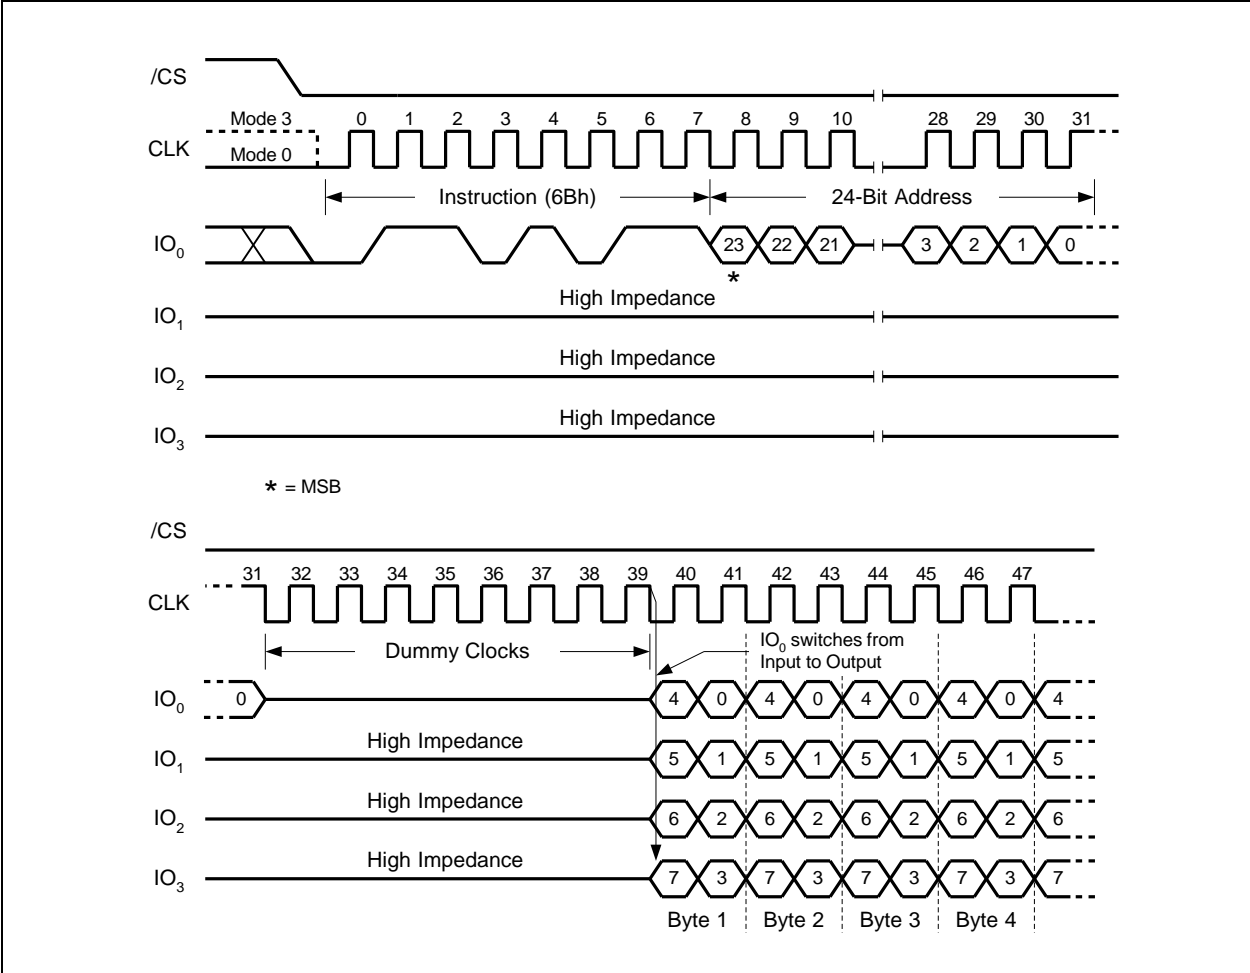 /CS
Mode 3 0 1 2 3 4 5 6 7 8 9 10 28 29 30 31
CLK
Mode 0
Instruction (6Bh) 24-Bit Address
IO0 23 22 21 3 2 1 0
*
High Impedance
IO1
High Impedance
IO2
High Impedance
IO3
* = MSB
/CS
31 32 33 34 35 36 37 38 39 40 41 42 43 44 45 46 47
CLK
Dummy Clocks
IO0 switches from
Input to Output
IO0 0 4 0 4 0 4 0 4 0 4
High Impedance
IO1 5 1 5 1 5 1 5 1 5
High Impedance
IO2 6 2 6 2 6 2 6 2 6
High Impedance
IO3 7 3 7 3 7 3 7 3 7
Byte 1 Byte 2 Byte 3 Byte 4